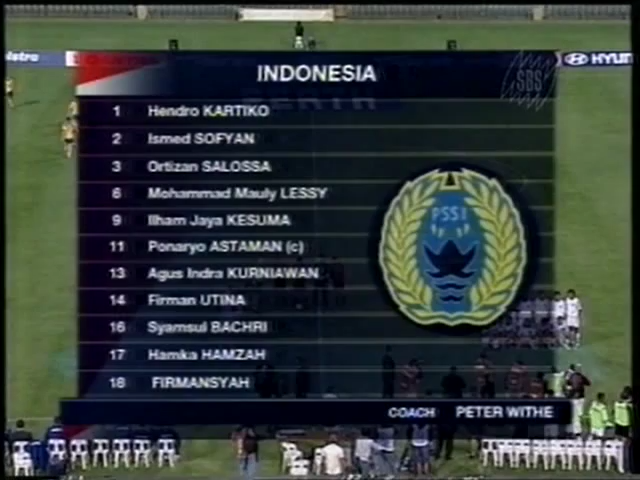 INDONESIA
SBS
HYUN
1 Hendro KARTIKO
2 Ismed SOFYAN
3 Ortizan SALOSSA
6 Mohammad Mauly LESSY
9 Ilham Jaya KESUMA
11 Ponaryo ASTAMAN (c)
13 Agus Indra KURNIAWAN
14 Firman UTINA
16 Syamsul BACHRI
17 Hamka HAMZAH
18 FIRMANSYAH
PSSI
COACH PETER WITHE